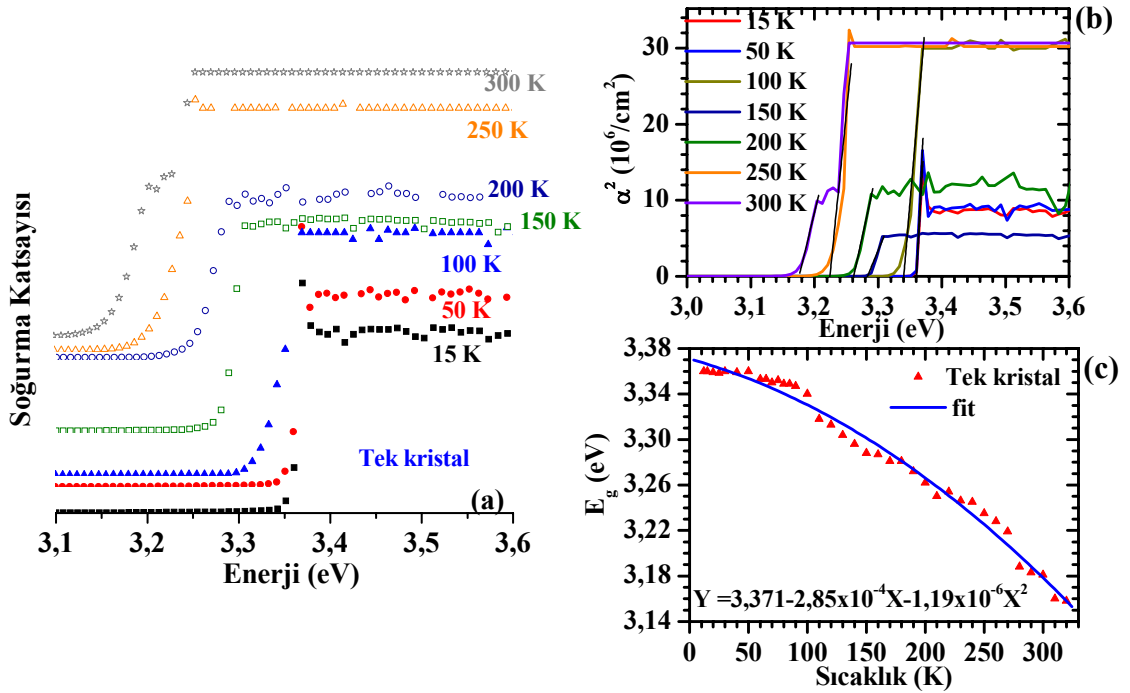 300 K
250 K
200 K
150 K
100 K
50 K
15 K
Tek kristal
(a)
Soğurma Katsayısı
3,1 3,2 3,3 3,4 3,5 3,6
Enerji (eV)
(b)
15 K
50 K
100 K
150 K
200 K
250 K
300 K
30
20
10
0
α² (10⁶/cm²)
3,0 3,1 3,2 3,3 3,4 3,5 3,6
Enerji (eV)
(c)
Tek kristal
fit
3,38
3,34
3,30
3,26
3,22
3,18
3,14
E_g (eV)
Y =3,371-2,85x10⁻⁴X-1,19x10⁻⁶X²
0 50 100 150 200 250 300
Sıcaklık (K)